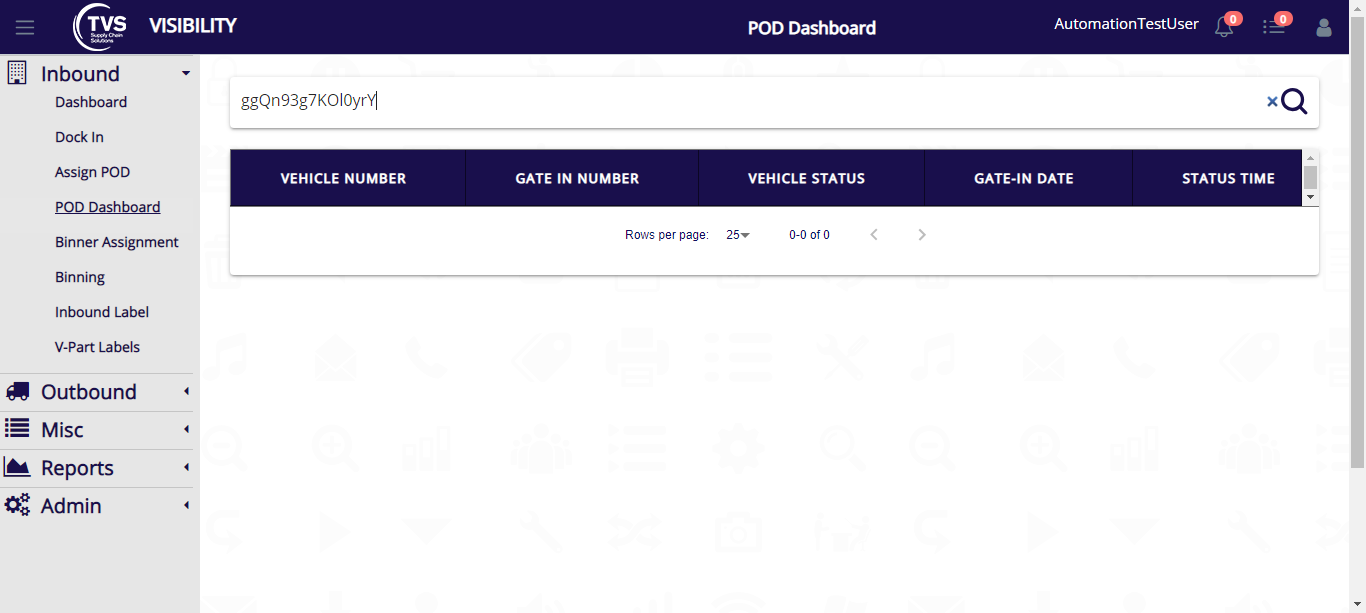 TVS
Supply Chain
Solutions
VISIBILITY
POD Dashboard
AutomationTestUser
0
0
Inbound
Dashboard
Dock In
Assign POD
POD Dashboard
Binner Assignment
Binning
Inbound Label
V-Part Labels
Outbound
Misc
Reports
Admin
ggQn93g7KOl0yrY
VEHICLE NUMBER GATE IN NUMBER VEHICLE STATUS GATE-IN DATE STATUS TIME
Rows per page: 25 0-0 of 0